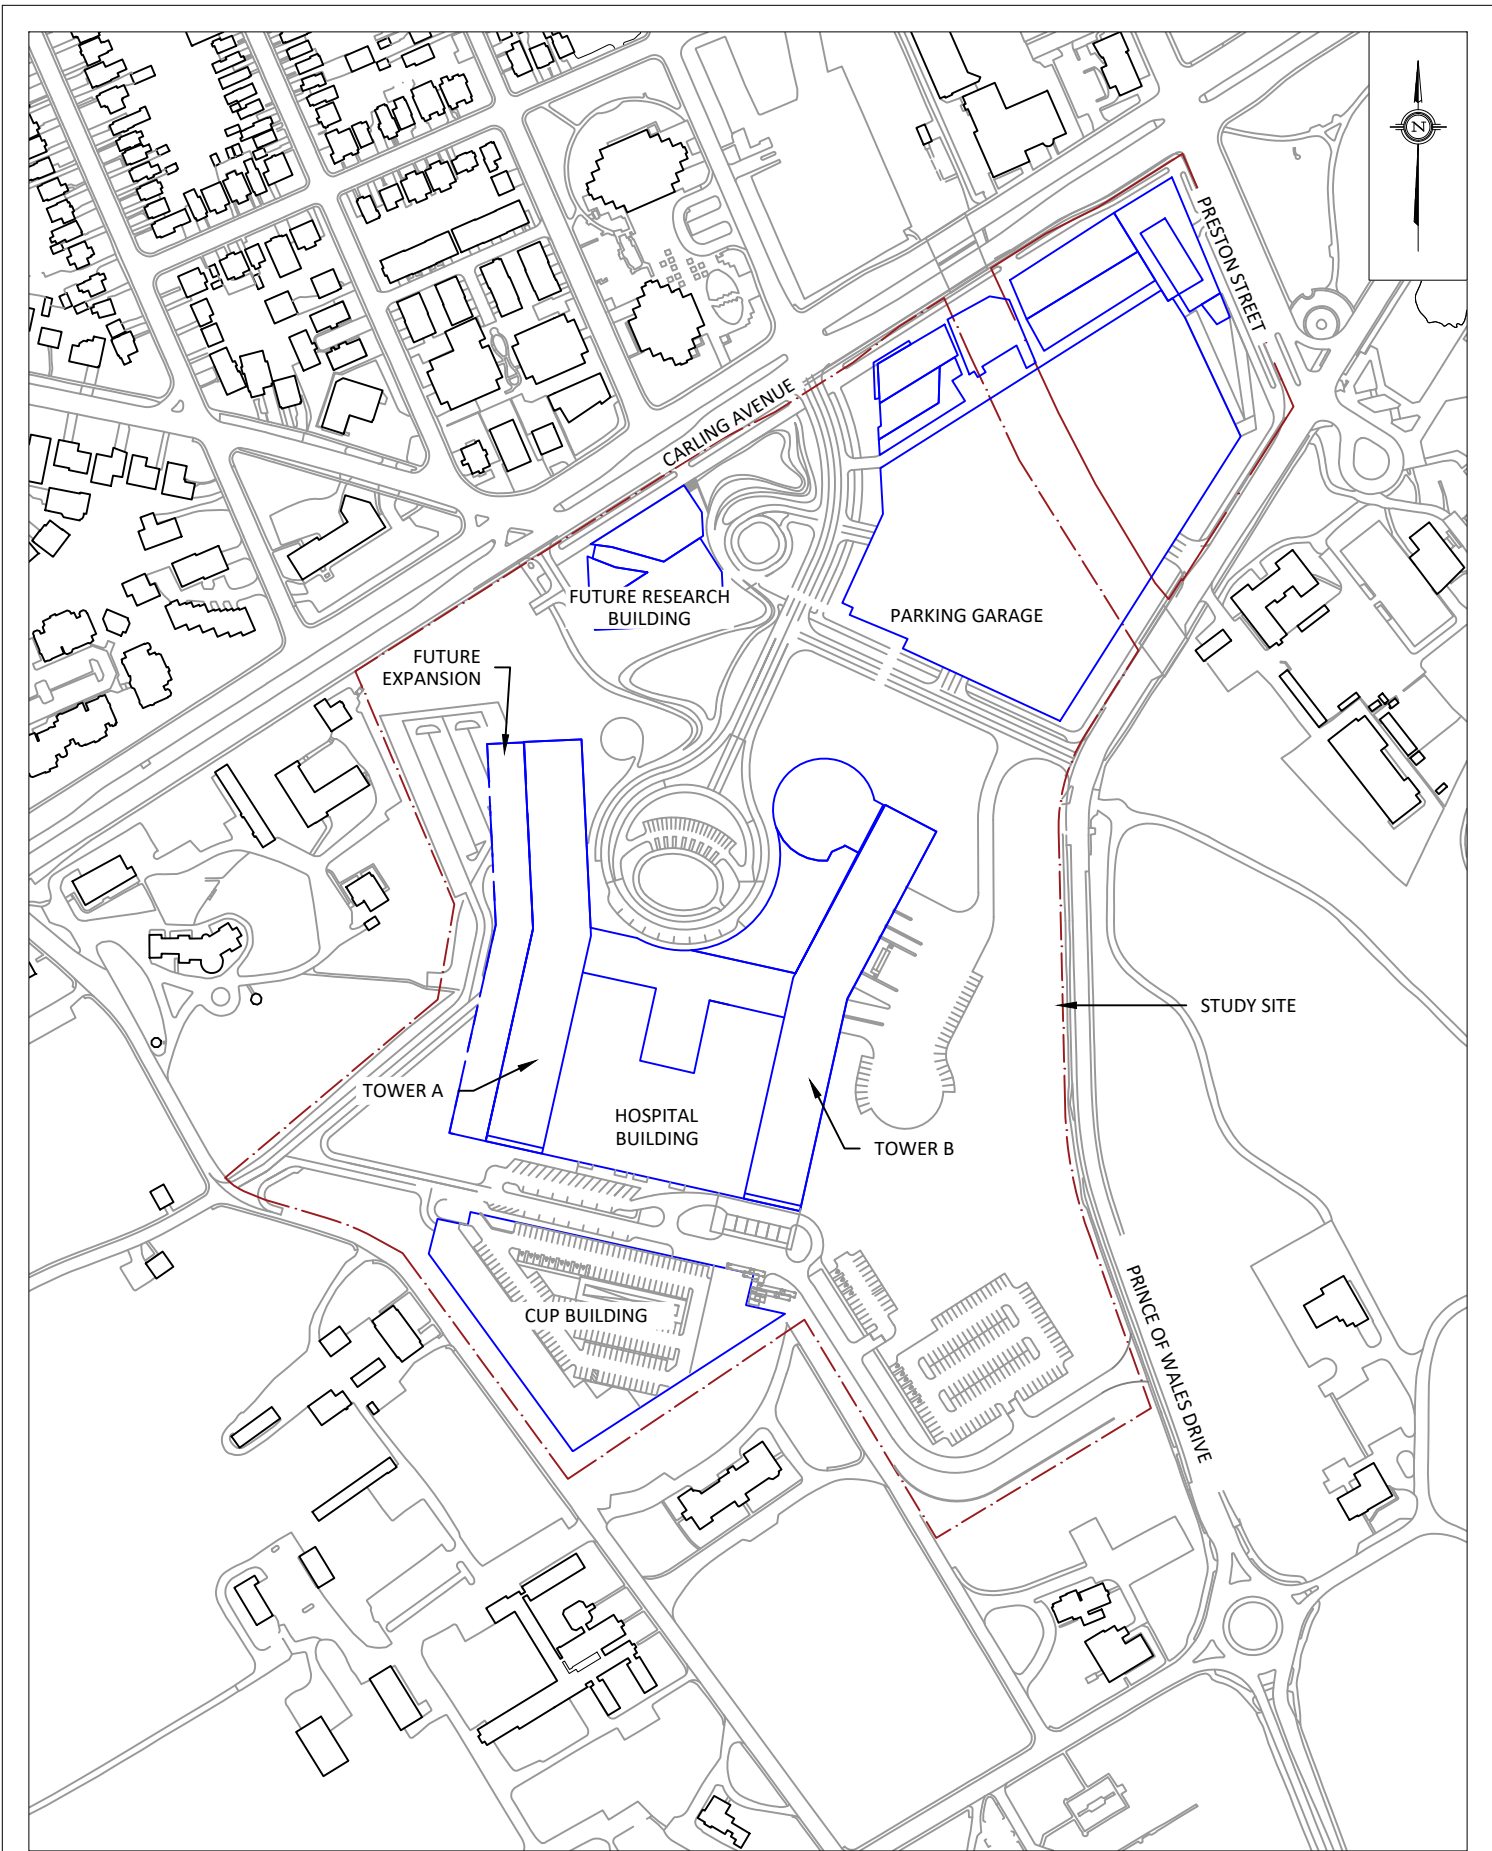 N
PRESTON STREET
CARLING AVENUE
FUTURE RESEARCH
BUILDING
PARKING GARAGE
FUTURE
EXPANSION
STUDY SITE
TOWER A
HOSPITAL
BUILDING
TOWER B
PRINCE OF WALES DRIVE
CUP BUILDING